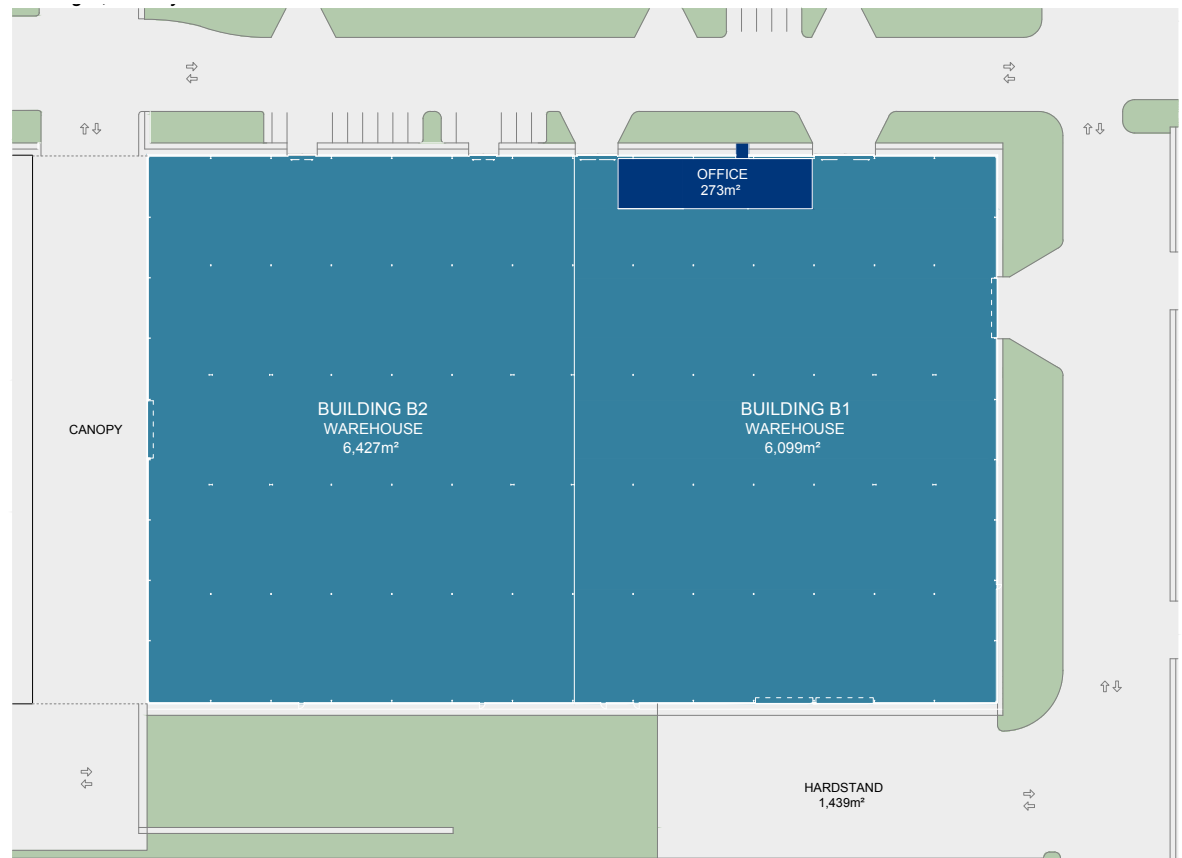 OFFICE
273m²
BUILDING B2
WAREHOUSE
6,427m²
BUILDING B1
WAREHOUSE
6,099m²
CANOPY
HARDSTAND
1,439m²